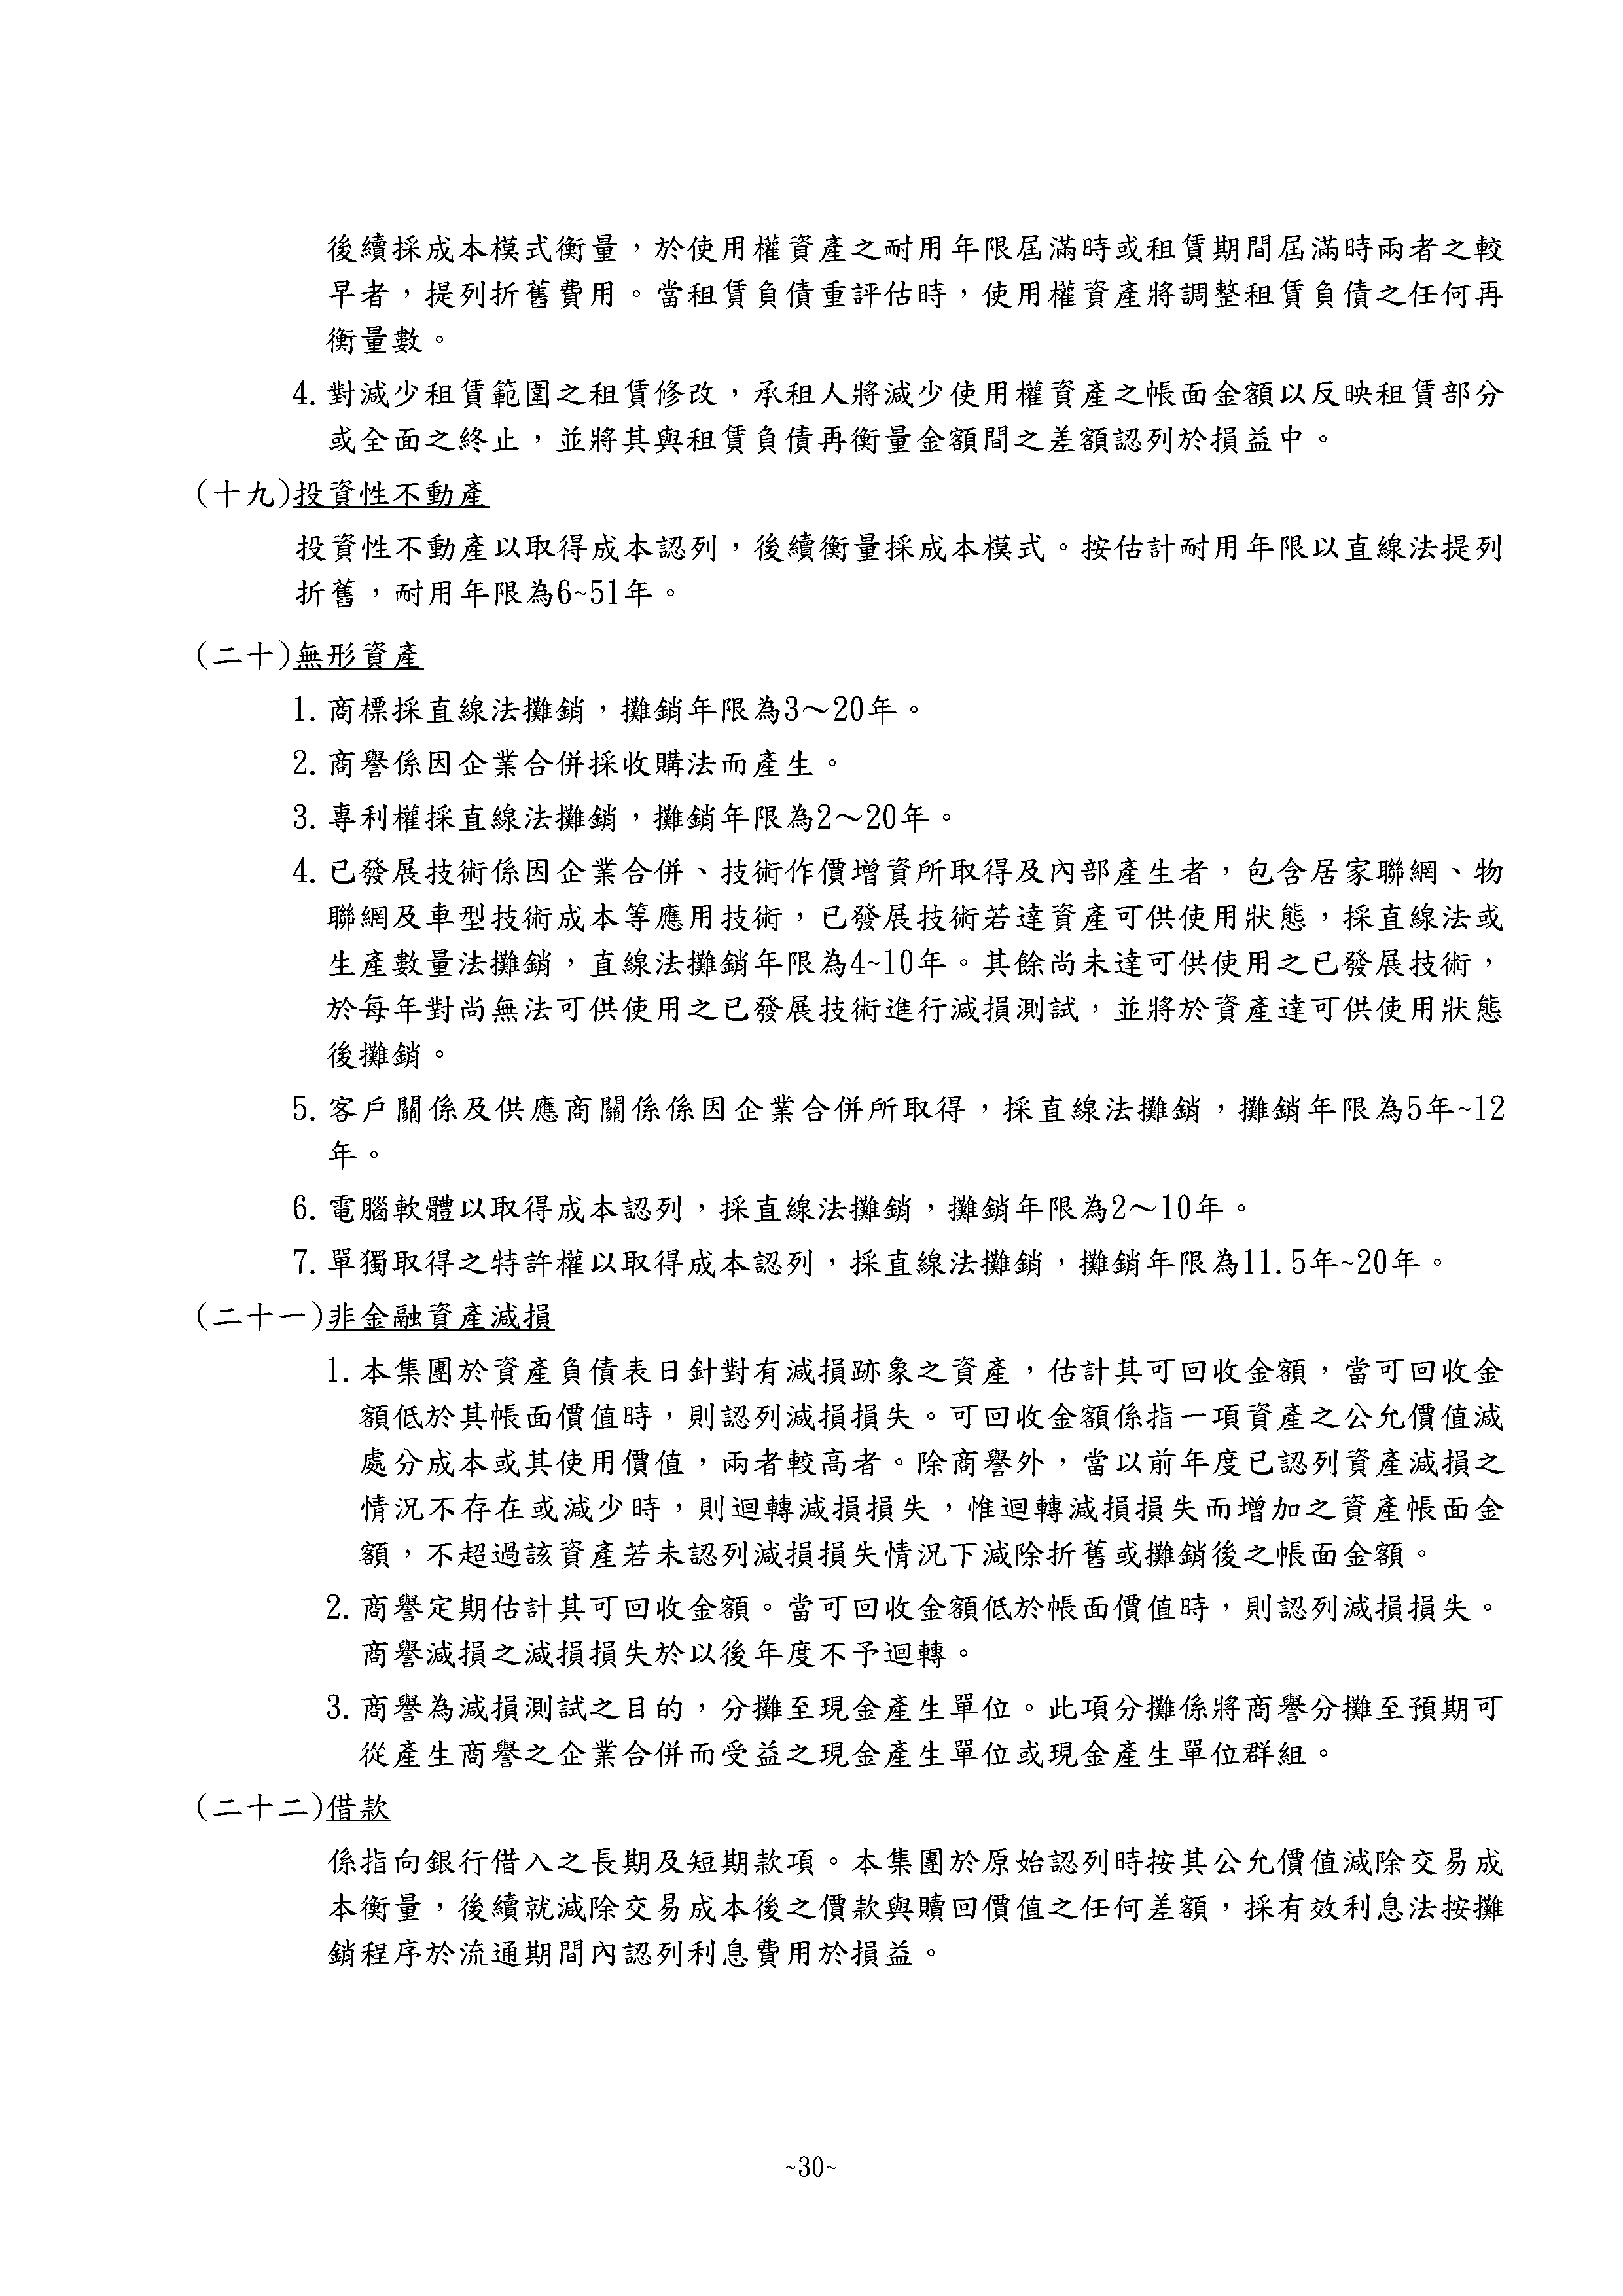 後續採成本模式衡量，於使用權資產之耐用年限屆滿時或租賃期間屆滿時兩者之較
早者，提列折舊費用。當租賃負債重評估時，使用權資產將調整租賃負債之任何再
衡量數。
4.對減少租賃範圍之租賃修改，承租人將減少使用權資產之帳面金額以反映租賃部分
或全面之終止，並將其與租賃負債再衡量金額間之差額認列於損益中。
(十九)投資性不動產
投資性不動產以取得成本認列，後續衡量採成本模式。按估計耐用年限以直線法提列
折舊，耐用年限為6~51年。
(二十)無形資產
1.商標採直線法攤銷，攤銷年限為3～20年。
2.商譽係因企業合併採收購法而產生。
3.專利權採直線法攤銷，攤銷年限為2～20年。
4.已發展技術係因企業合併、技術作價增資所取得及內部產生者，包含居家聯網、物
聯網及車型技術成本等應用技術，已發展技術若達資產可供使用狀態，採直線法或
生產數量法攤銷，直線法攤銷年限為4~10年。其餘尚未達可供使用之已發展技術，
於每年對尚無法可供使用之已發展技術進行減損測試，並將於資產達可供使用狀態
後攤銷。
5.客戶關係及供應商關係係因企業合併所取得，採直線法攤銷，攤銷年限為5年~12
年。
6.電腦軟體以取得成本認列，採直線法攤銷，攤銷年限為2～10年。
7.單獨取得之特許權以取得成本認列，採直線法攤銷，攤銷年限為11.5年~20年。
(二十一)非金融資產減損
1.本集團於資產負債表日針對有減損跡象之資產，估計其可回收金額，當可回收金
額低於其帳面價值時，則認列減損損失。可回收金額係指一項資產之公允價值減
處分成本或其使用價值，兩者較高者。除商譽外，當以前年度已認列資產減損之
情況不存在或減少時，則迴轉減損損失，惟迴轉減損損失而增加之資產帳面金
額，不超過該資產若未認列減損損失情況下減除折舊或攤銷後之帳面金額。
2.商譽定期估計其可回收金額。當可回收金額低於帳面價值時，則認列減損損失。
商譽減損之減損損失於以後年度不予迴轉。
3.商譽為減損測試之目的，分攤至現金產生單位。此項分攤係將商譽分攤至預期可
從產生商譽之企業合併而受益之現金產生單位或現金產生單位群組。
(二十二)借款
係指向銀行借入之長期及短期款項。本集團於原始認列時按其公允價值減除交易成
本衡量，後續就減除交易成本後之價款與贖回價值之任何差額，採有效利息法按攤
銷程序於流通期間內認列利息費用於損益。
~30~